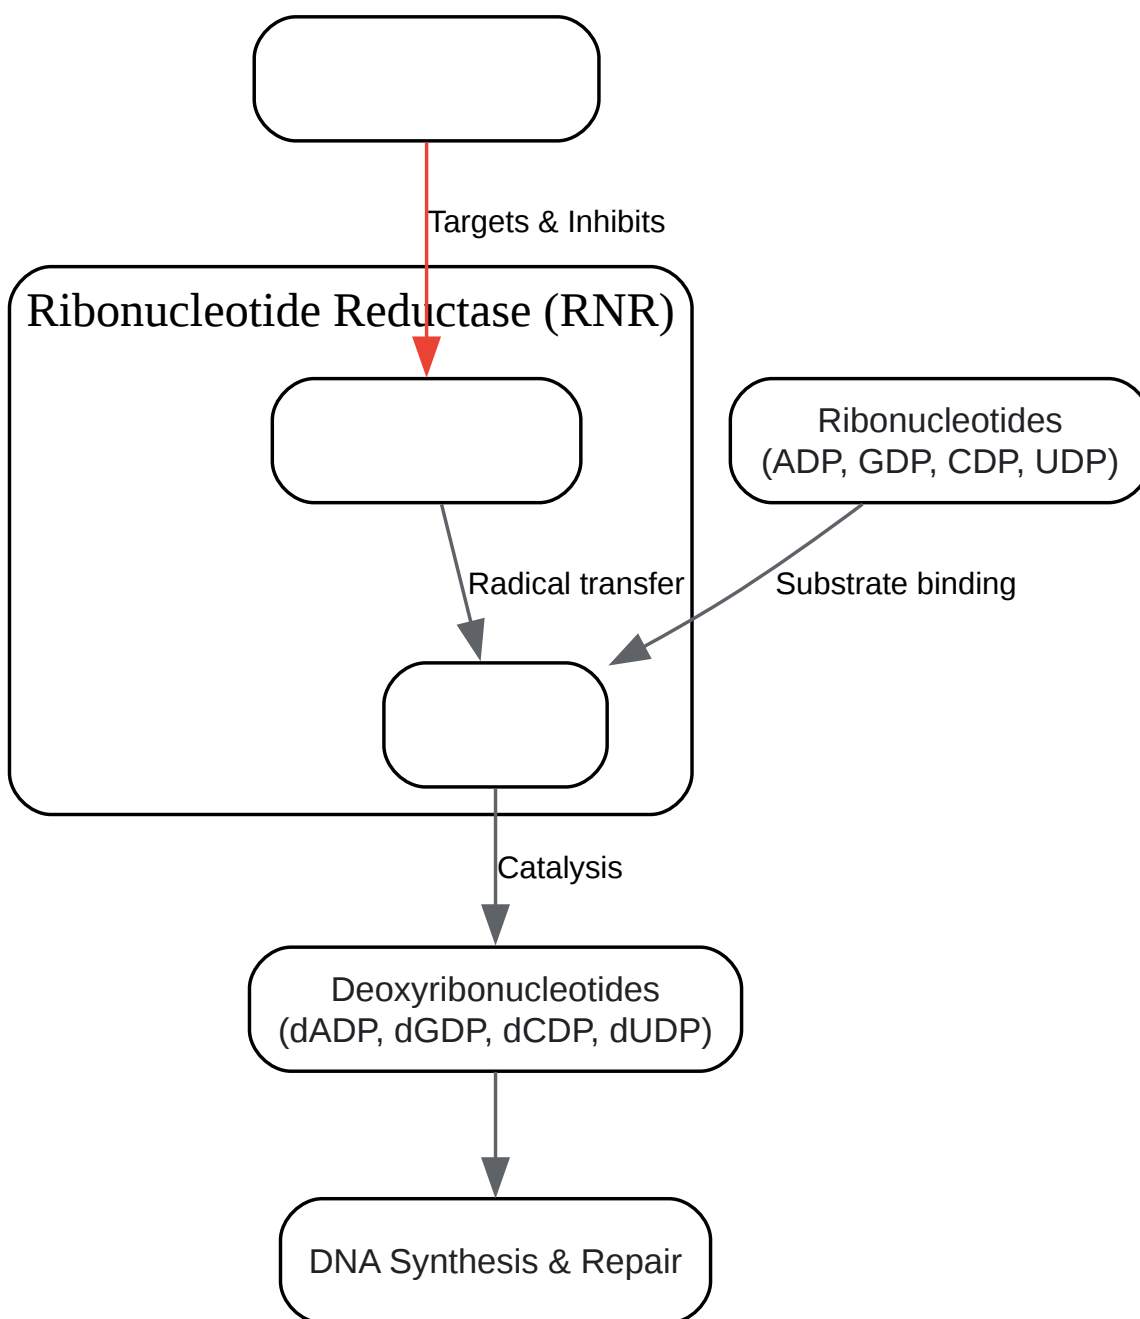 Targets & Inhibits
Ribonucleotide Reductase (RNR)
Ribonucleotides
(ADP, GDP, CDP, UDP)
Radical transfer
Substrate binding
Catalysis
Deoxyribonucleotides
(dADP, dGDP, dCDP, dUDP)
DNA Synthesis & Repair